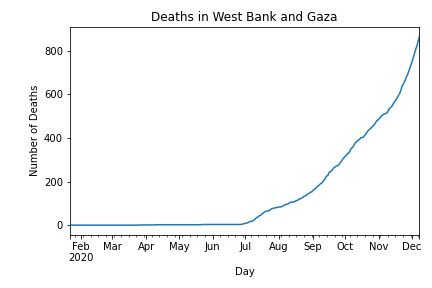 Deaths in West Bank and Gaza
800
600
400
200
0
Number of Deaths
Feb Mar Apr May Jun Jul Aug Sep Oct Nov Dec
2020
Day